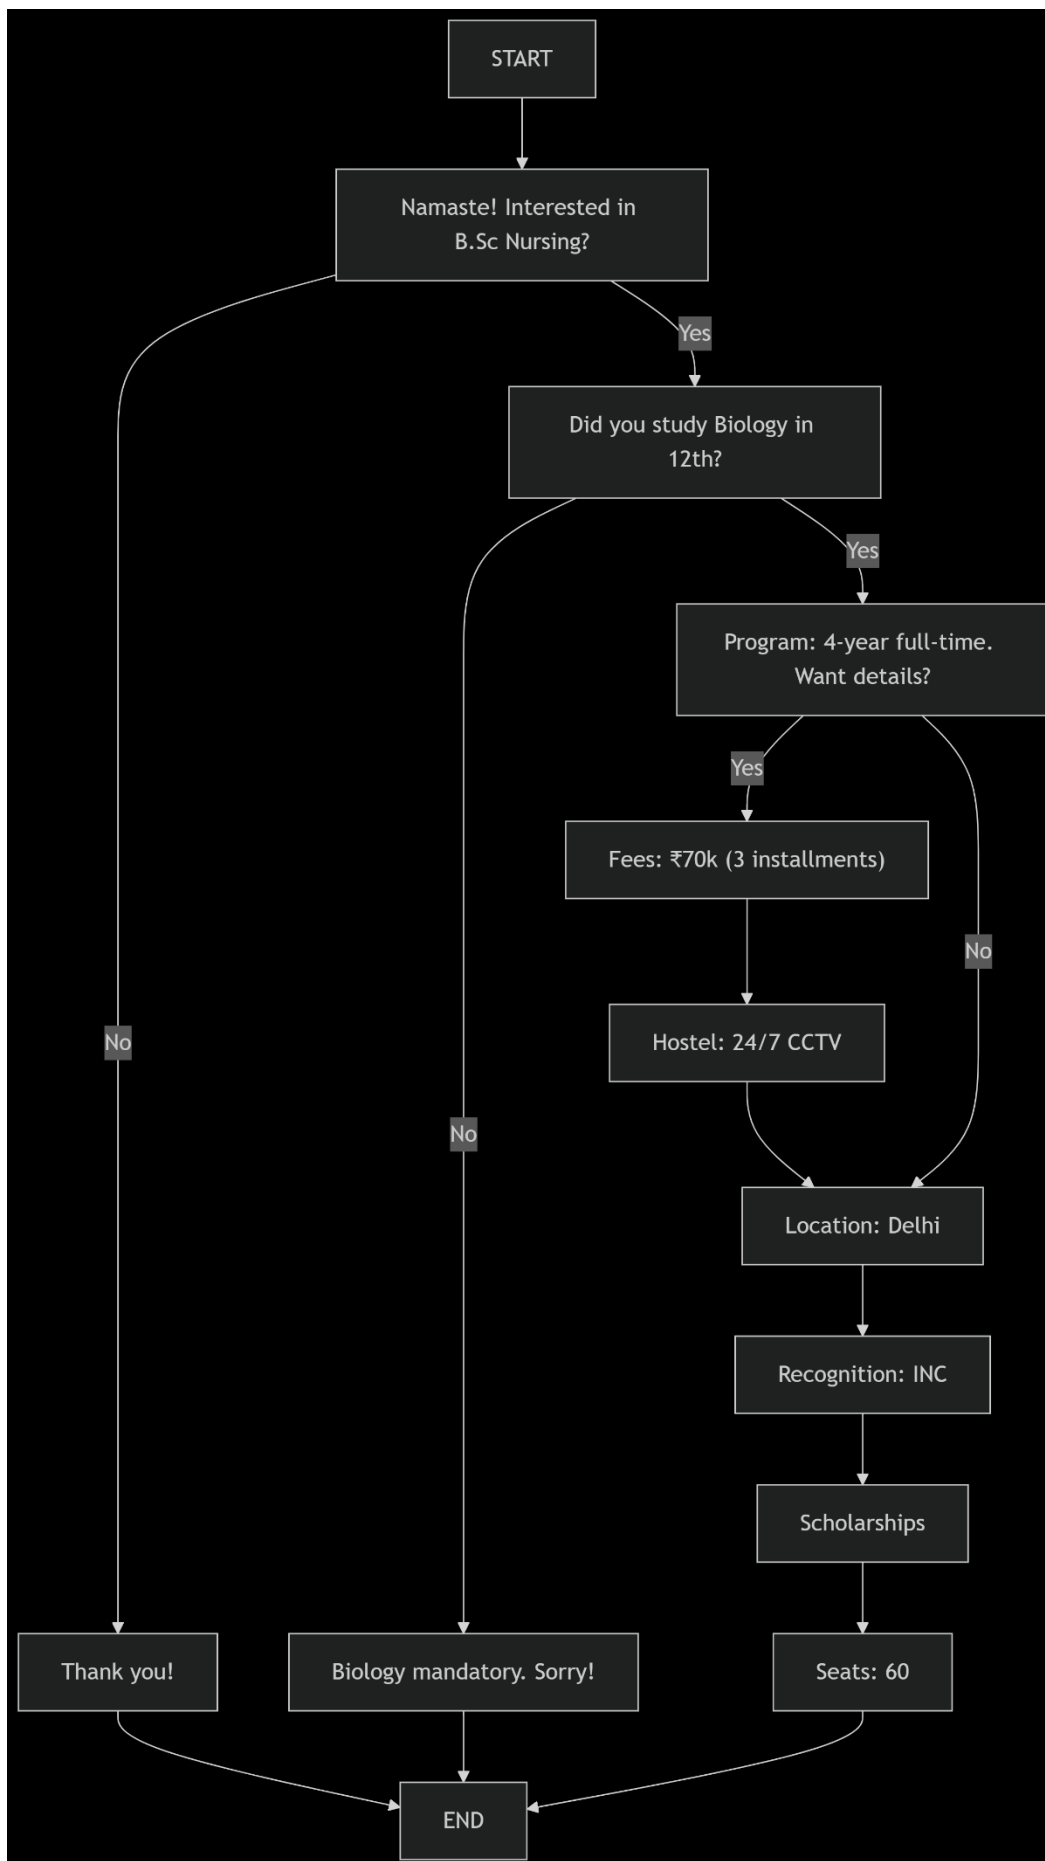 START
Namaste! Interested in
B.Sc Nursing?
Yes
Did you study Biology in
12th?
Yes
Program: 4-year full-time.
Want details?
Yes
Fees: ₹70k (3 installments)
No
Hostel: 24/7 CCTV
No
No
Location: Delhi
Recognition: INC
Scholarships
Thank you!
Biology mandatory. Sorry!
Seats: 60
END